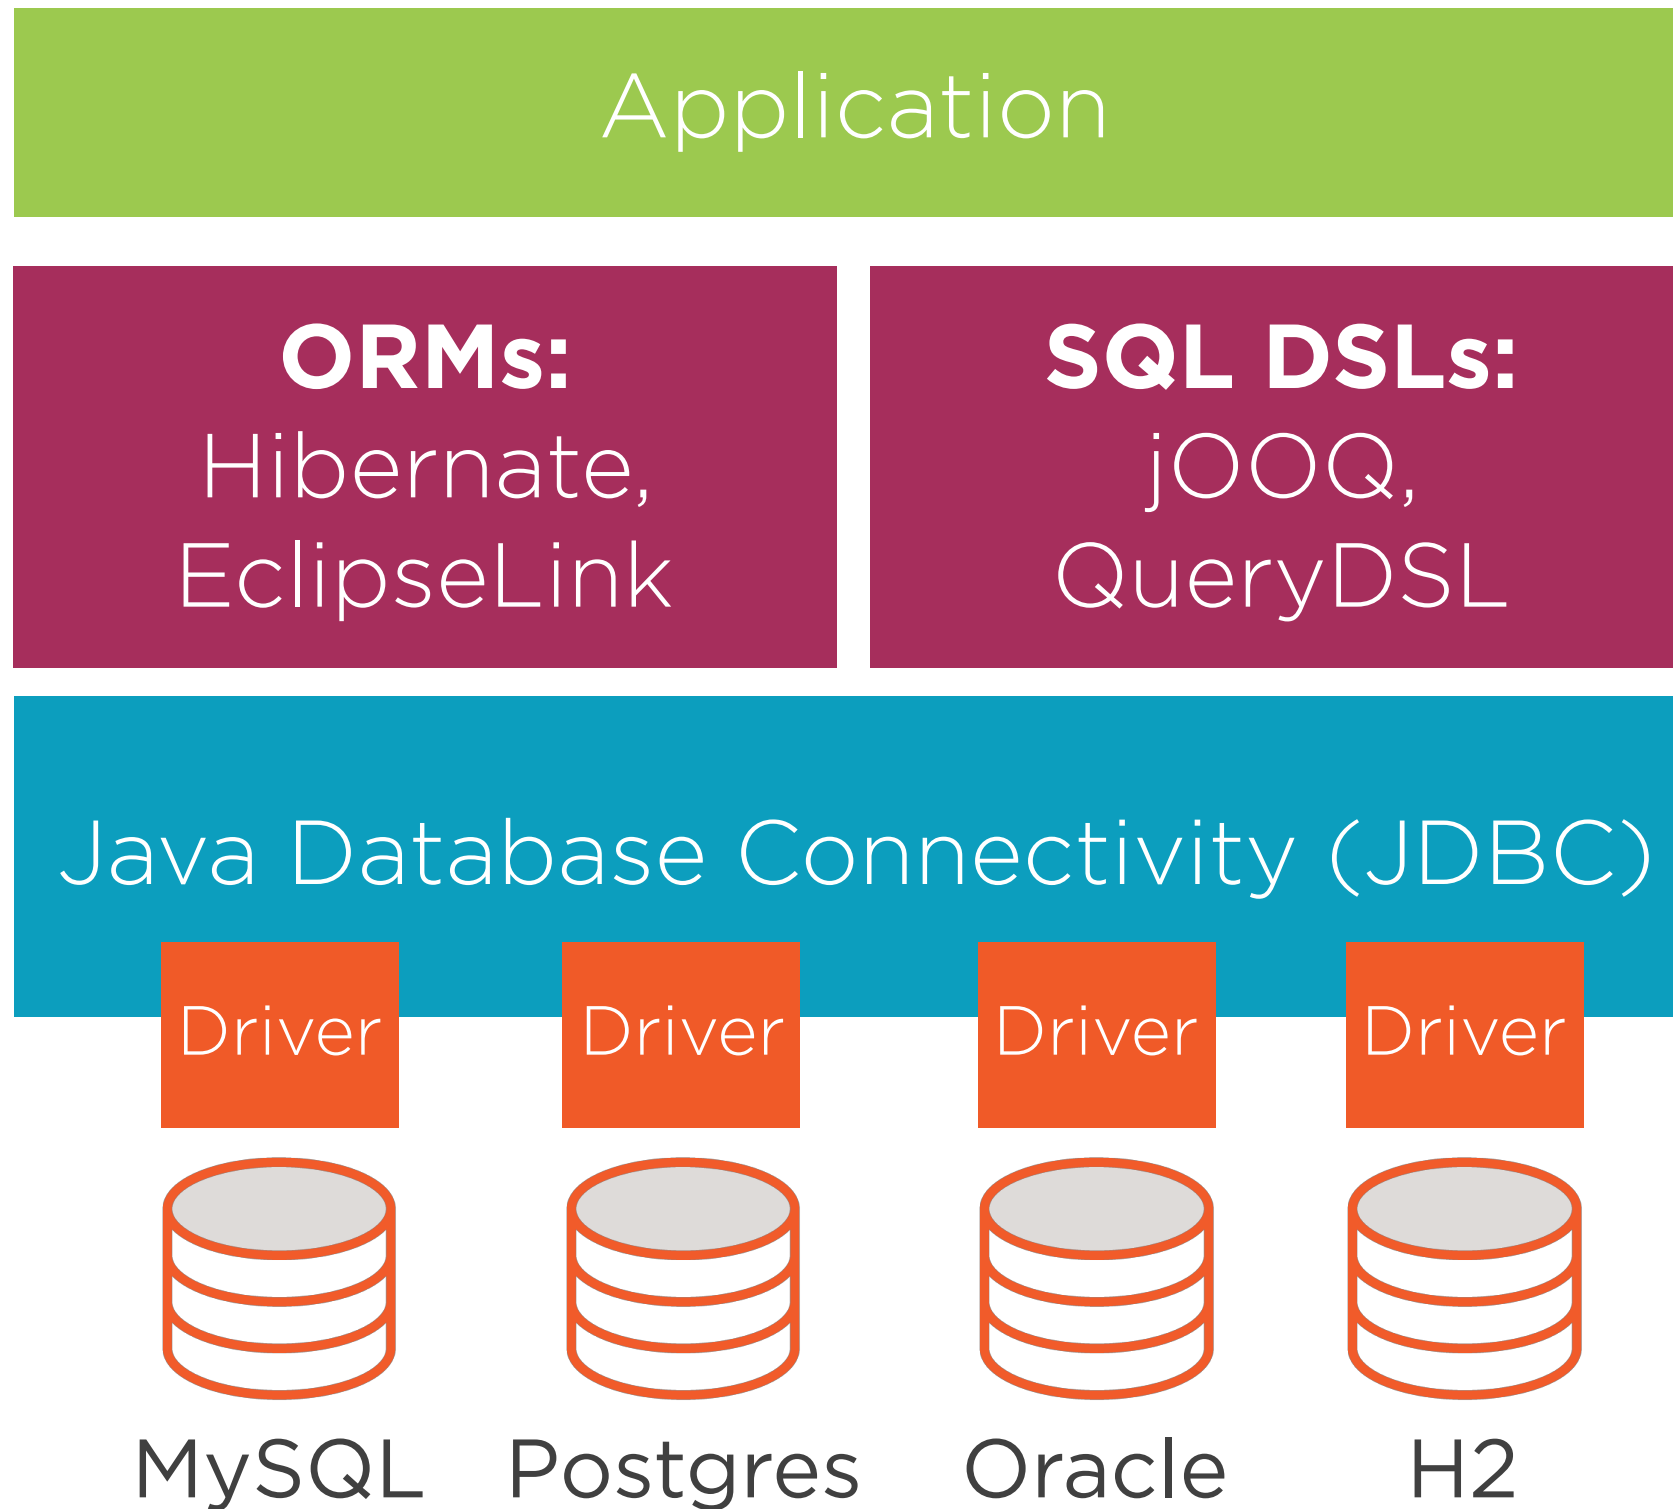 Application
ORMs:
Hibernate,
EclipseLink
SQL DSLs:
jOOQ,
QueryDSL
Java Database Connectivity (JDBC)
Driver
Driver
Driver
Driver
MySQL
Postgres
Oracle
H2